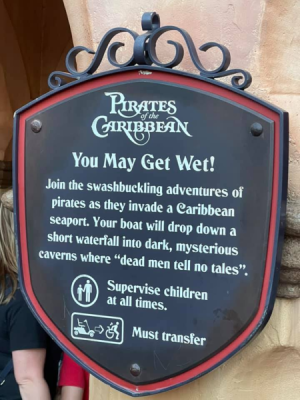 PIRATES
of the
CARIBBEAN
You May Get Wet!
Join the swashbuckling adventures of
pirates as they invade a Caribbean
seaport. Your boat will drop down a
short waterfall into dark, mysterious
caverns where “dead men tell no tales”.
Supervise children
at all times.
Must transfer